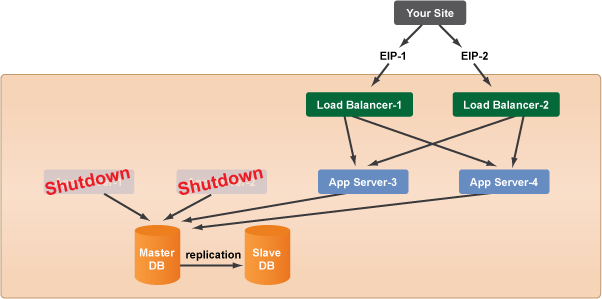 Your Site
EIP-1
EIP-2
Load Balancer-1
Load Balancer-2
Shutdown
Shutdown
App Server-3
App Server-4
Master
DB
replication
Slave
DB